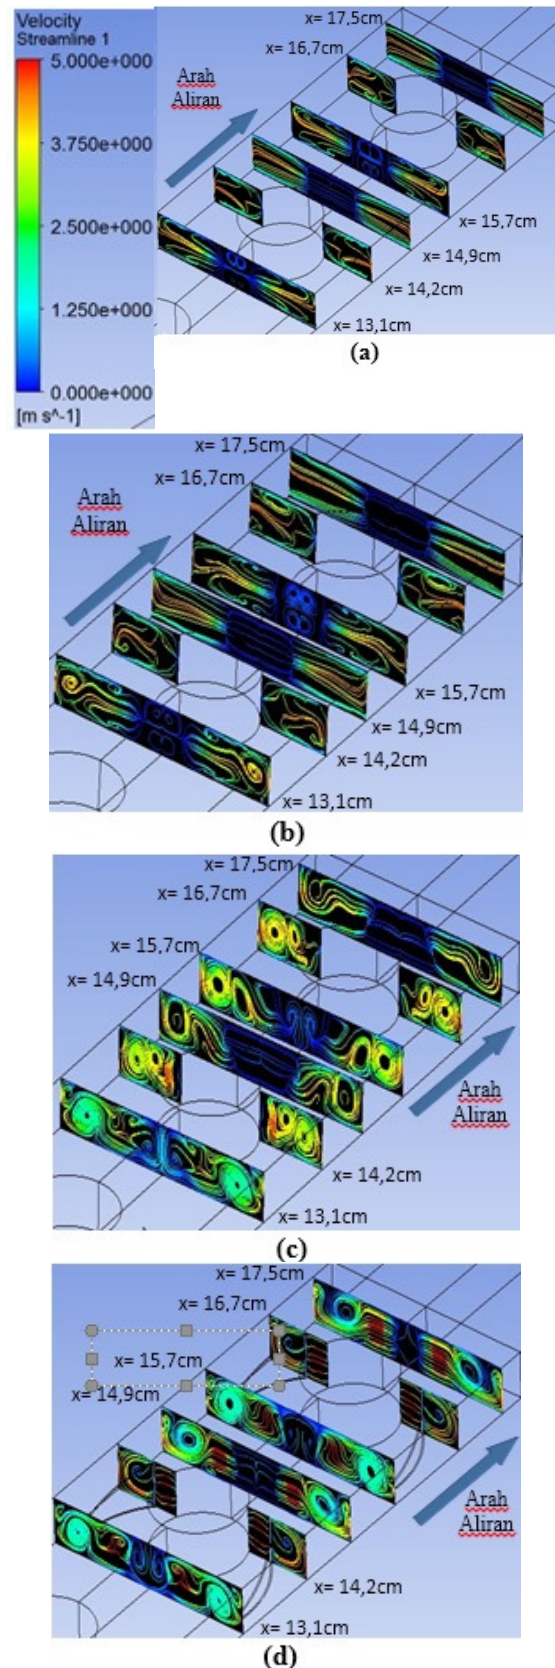 Velocity
Streamline 1
5.000e+000
3.750e+000
2.500e+000
1.250e+000
0.000e+000
[m s^-1]
x= 17,5cm
x= 16,7cm
Arah
Aliran
x= 15,7cm
x= 14,9cm
x= 14,2cm
x= 13,1cm
(a)
x= 17,5cm
x= 16,7cm
Arah
Aliran
x= 15,7cm
x= 14,9cm
x= 14,2cm
x= 13,1cm
(b)
x= 17,5cm
x= 16,7cm
x= 15,7cm
x= 14,9cm
Arah
Aliran
x= 14,2cm
x= 13,1cm
(c)
x= 17,5cm
x= 16,7cm
x= 15,7cm
x= 14,9cm
Arah
Aliran
x= 14,2cm
x= 13,1cm
(d)